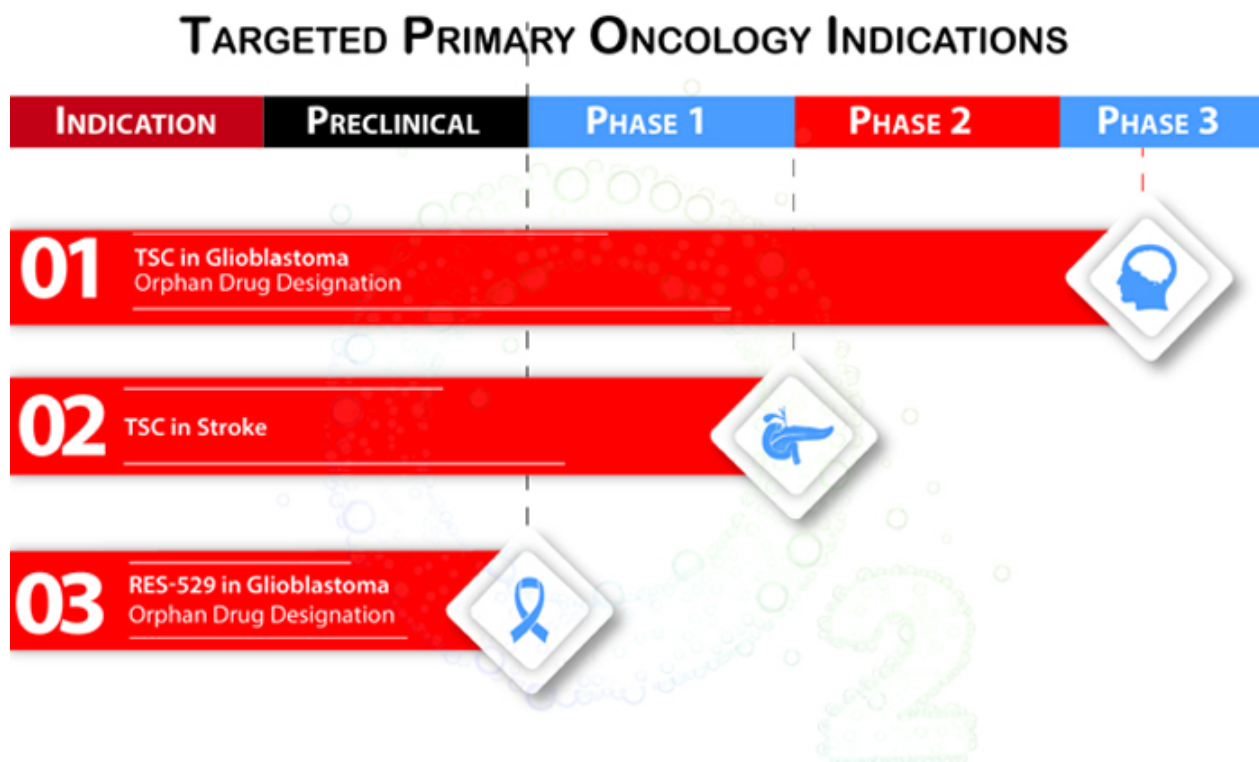 TARGETED PRIMARY ONCOLOGY INDICATIONS
INDICATION PRECLINICAL PHASE 1 PHASE 2 PHASE 3
01
TSC in Glioblastoma
Orphan Drug Designation
02
TSC in Stroke
03
RES-529 in Glioblastoma
Orphan Drug Designation
2